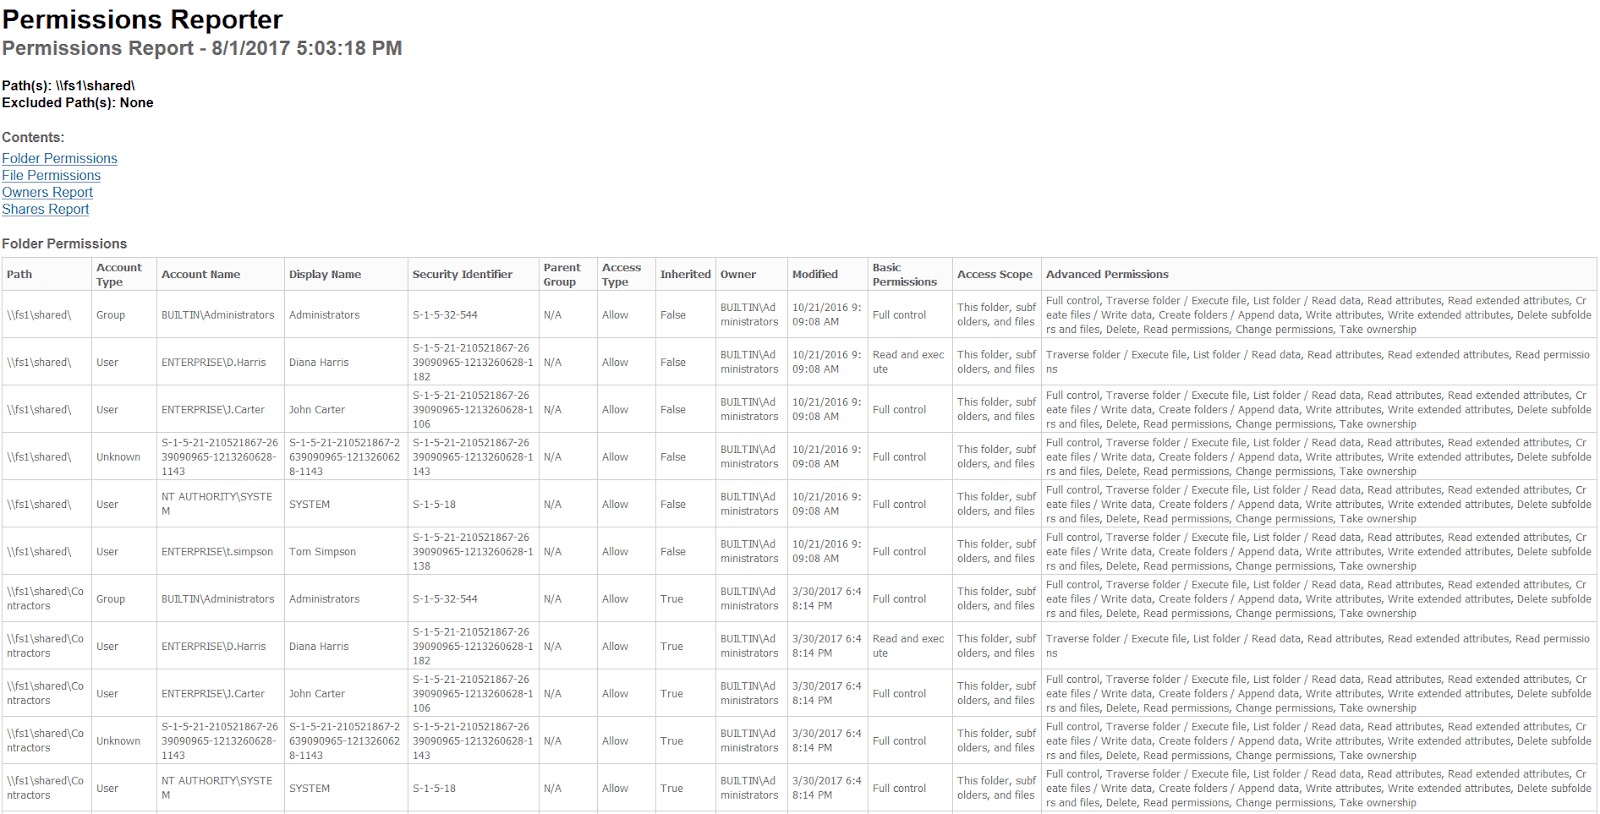 Permissions Reporter
Permissions Report - 8/1/2017 5:03:18 PM
Path(s): \\fs1\shared\
Excluded Path(s): None
Contents:
Folder Permissions
File Permissions
Owners Report
Shares Report
Folder Permissions
Path Account Type Account Name Display Name Security Identifier Parent Group Access Type Inherited Owner Modified Basic Permissions Access Scope Advanced Permissions
\\fs1\shared\ Group BUILTIN\Administrators Administrators S-1-5-32-544 N/A Allow False BUILTIN\Administrators 10/21/2016 9:09:08 AM Full control This folder, subfolders, and files Full control, Traverse folder / Execute file, List folder / Read data, Read attributes, Read extended attributes, Create files / Write data, Create folders / Append data, Write attributes, Write extended attributes, Delete subfolders and files, Delete, Read permissions, Change permissions, Take ownership
\\fs1\shared\ User ENTERPRISE\D.Harris Diana Harris S-1-5-21-210521867-2639090965-1213260628-1182 N/A Allow False BUILTIN\Administrators 10/21/2016 9:09:08 AM Read and execute This folder, subfolders, and files Traverse folder / Execute file, List folder / Read data, Read attributes, Read extended attributes, Read permissions
\\fs1\shared\ User ENTERPRISE\J.Carter John Carter S-1-5-21-210521867-2639090965-1213260628-1106 N/A Allow False BUILTIN\Administrators 10/21/2016 9:09:08 AM Full control This folder, subfolders, and files Full control, Traverse folder / Execute file, List folder / Read data, Read attributes, Read extended attributes, Create files / Write data, Create folders / Append data, Write attributes, Write extended attributes, Delete subfolders and files, Delete, Read permissions, Change permissions, Take ownership
\\fs1\shared\ Unknown S-1-5-21-210521867-2639090965-1213260628-1143 S-1-5-21-210521867-2639090965-1213260628-1143 S-1-5-21-210521867-2639090965-1213260628-1143 N/A Allow False BUILTIN\Administrators 10/21/2016 9:09:08 AM Full control This folder, subfolders, and files Full control, Traverse folder / Execute file, List folder / Read data, Read attributes, Read extended attributes, Create files / Write data, Create folders / Append data, Write attributes, Write extended attributes, Delete subfolders and files, Delete, Read permissions, Change permissions, Take ownership
\\fs1\shared\ User NT AUTHORITY\SYSTEM SYSTEM S-1-5-18 N/A Allow False BUILTIN\Administrators 10/21/2016 9:09:08 AM Full control This folder, subfolders, and files Full control, Traverse folder / Execute file, List folder / Read data, Read attributes, Read extended attributes, Create files / Write data, Create folders / Append data, Write attributes, Write extended attributes, Delete subfolders and files, Delete, Read permissions, Change permissions, Take ownership
\\fs1\shared\ User ENTERPRISE\t.simpson Tom Simpson S-1-5-21-210521867-2639090965-1213260628-1138 N/A Allow False BUILTIN\Administrators 10/21/2016 9:09:08 AM Full control This folder, subfolders, and files Full control, Traverse folder / Execute file, List folder / Read data, Read attributes, Read extended attributes, Create files / Write data, Create folders / Append data, Write attributes, Write extended attributes, Delete subfolders and files, Delete, Read permissions, Change permissions, Take ownership
\\fs1\shared\Contractors Group BUILTIN\Administrators Administrators S-1-5-32-544 N/A Allow True BUILTIN\Administrators 3/30/2017 6:48:14 PM Full control This folder, subfolders, and files Full control, Traverse folder / Execute file, List folder / Read data, Read attributes, Read extended attributes, Create files / Write data, Create folders / Append data, Write attributes, Write extended attributes, Delete subfolders and files, Delete, Read permissions, Change permissions, Take ownership
\\fs1\shared\Contractors User ENTERPRISE\D.Harris Diana Harris S-1-5-21-210521867-2639090965-1213260628-1182 N/A Allow True BUILTIN\Administrators 3/30/2017 6:48:14 PM Read and execute This folder, subfolders, and files Traverse folder / Execute file, List folder / Read data, Read attributes, Read extended attributes, Read permissions
\\fs1\shared\Contractors User ENTERPRISE\J.Carter John Carter S-1-5-21-210521867-2639090965-1213260628-1106 N/A Allow True BUILTIN\Administrators 3/30/2017 6:48:14 PM Full control This folder, subfolders, and files Full control, Traverse folder / Execute file, List folder / Read data, Read attributes, Read extended attributes, Create files / Write data, Create folders / Append data, Write attributes, Write extended attributes, Delete subfolders and files, Delete, Read permissions, Change permissions, Take ownership
\\fs1\shared\Contractors Unknown S-1-5-21-210521867-2639090965-1213260628-1143 S-1-5-21-210521867-2639090965-1213260628-1143 S-1-5-21-210521867-2639090965-1213260628-1143 N/A Allow True BUILTIN\Administrators 3/30/2017 6:48:14 PM Full control This folder, subfolders, and files Full control, Traverse folder / Execute file, List folder / Read data, Read attributes, Read extended attributes, Create files / Write data, Create folders / Append data, Write attributes, Write extended attributes, Delete subfolders and files, Delete, Read permissions, Change permissions, Take ownership
\\fs1\shared\Contractors User NT AUTHORITY\SYSTEM SYSTEM S-1-5-18 N/A Allow True BUILTIN\Administrators 3/30/2017 6:48:14 PM Full control This folder, subfolders, and files Full control, Traverse folder / Execute file, List folder / Read data, Read attributes, Read extended attributes, Create files / Write data, Create folders / Append data, Write attributes, Write extended attributes, Delete subfolders and files, Delete, Read permissions, Change permissions, Take ownership